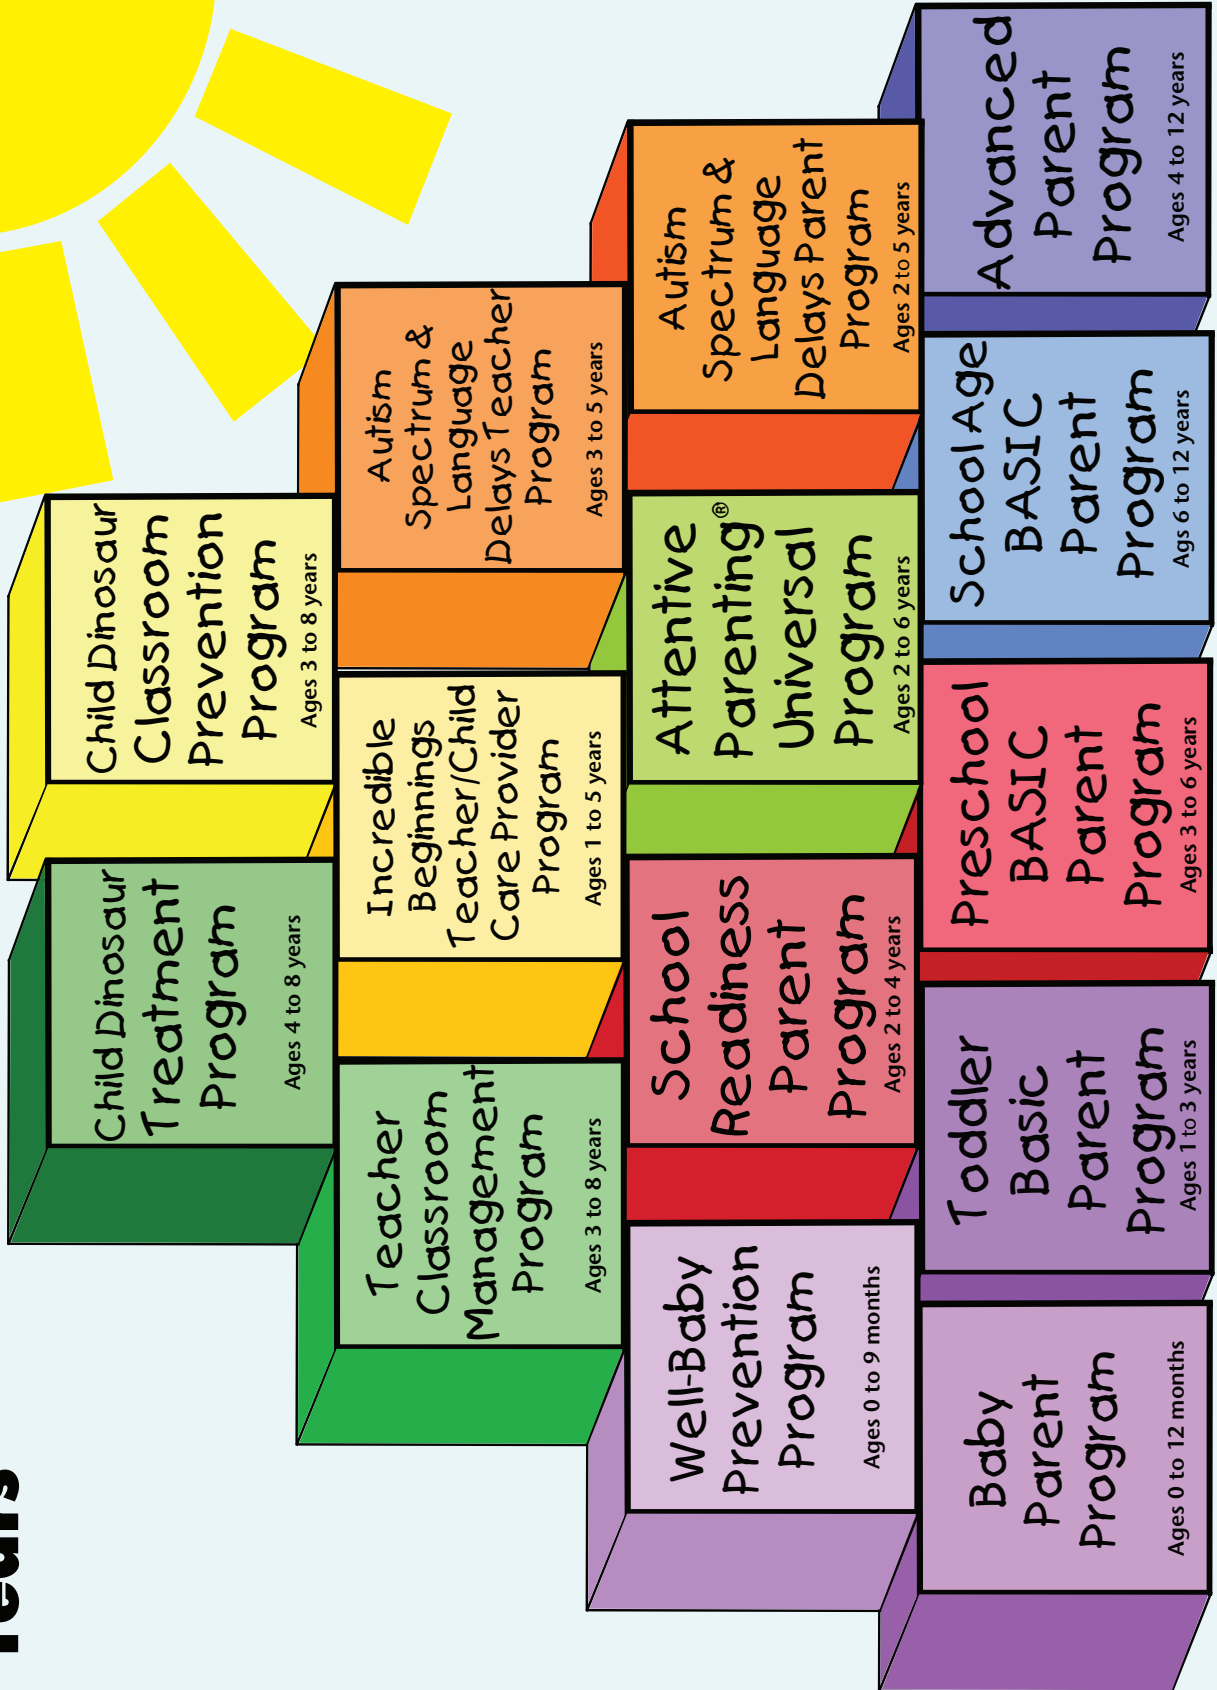 Child Dinosaur
Treatment
Program
Ages 4 to 8 years
Child Dinosaur
Classroom
Prevention
Program
Ages 3 to 8 years
Teacher
Classroom
Management
Program
Ages 3 to 8 years
Incredible
Beginnings
Teacher/Child
Care Provider
Program
Ages 1 to 5 years
Autism
Spectrum &
Language
Delays Teacher
Program
Ages 3 to 5 years
Well-Baby
Prevention
Program
Ages 0 to 9 months
School
Readiness
Parent
Program
Ages 2 to 4 years
Attentive
Parenting®
Universal
Program
Ages 2 to 6 years
Autism
Spectrum &
Language
Delays Parent
Program
Ages 2 to 5 years
Baby
Parent
Program
Ages 0 to 12 months
Toddler
Basic
Parent
Program
Ages 1 to 3 years
Preschool
BASIC
Parent
Program
Ages 3 to 6 years
School Age
BASIC
Parent
Program
Ags 6 to 12 years
Advanced
Parent
Program
Ages 4 to 12 years